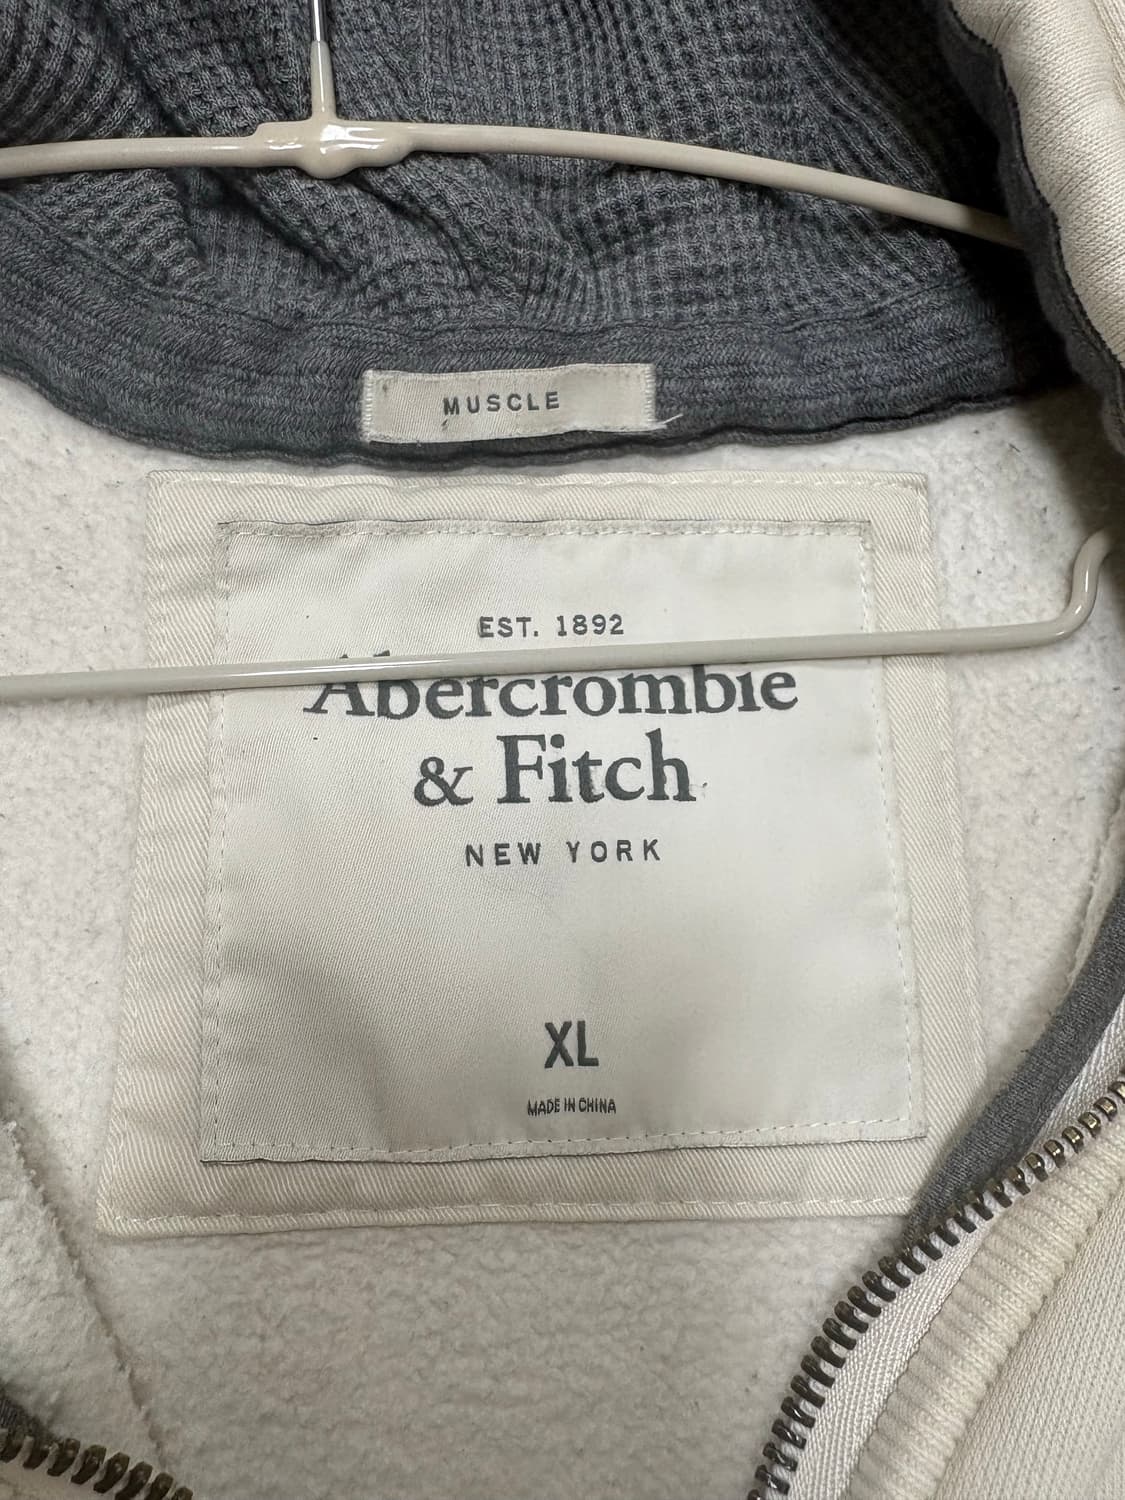 MUSCLE
EST. 1892
Abercrombie
& Fitch
NEW YORK
XL
MADE IN CHINA